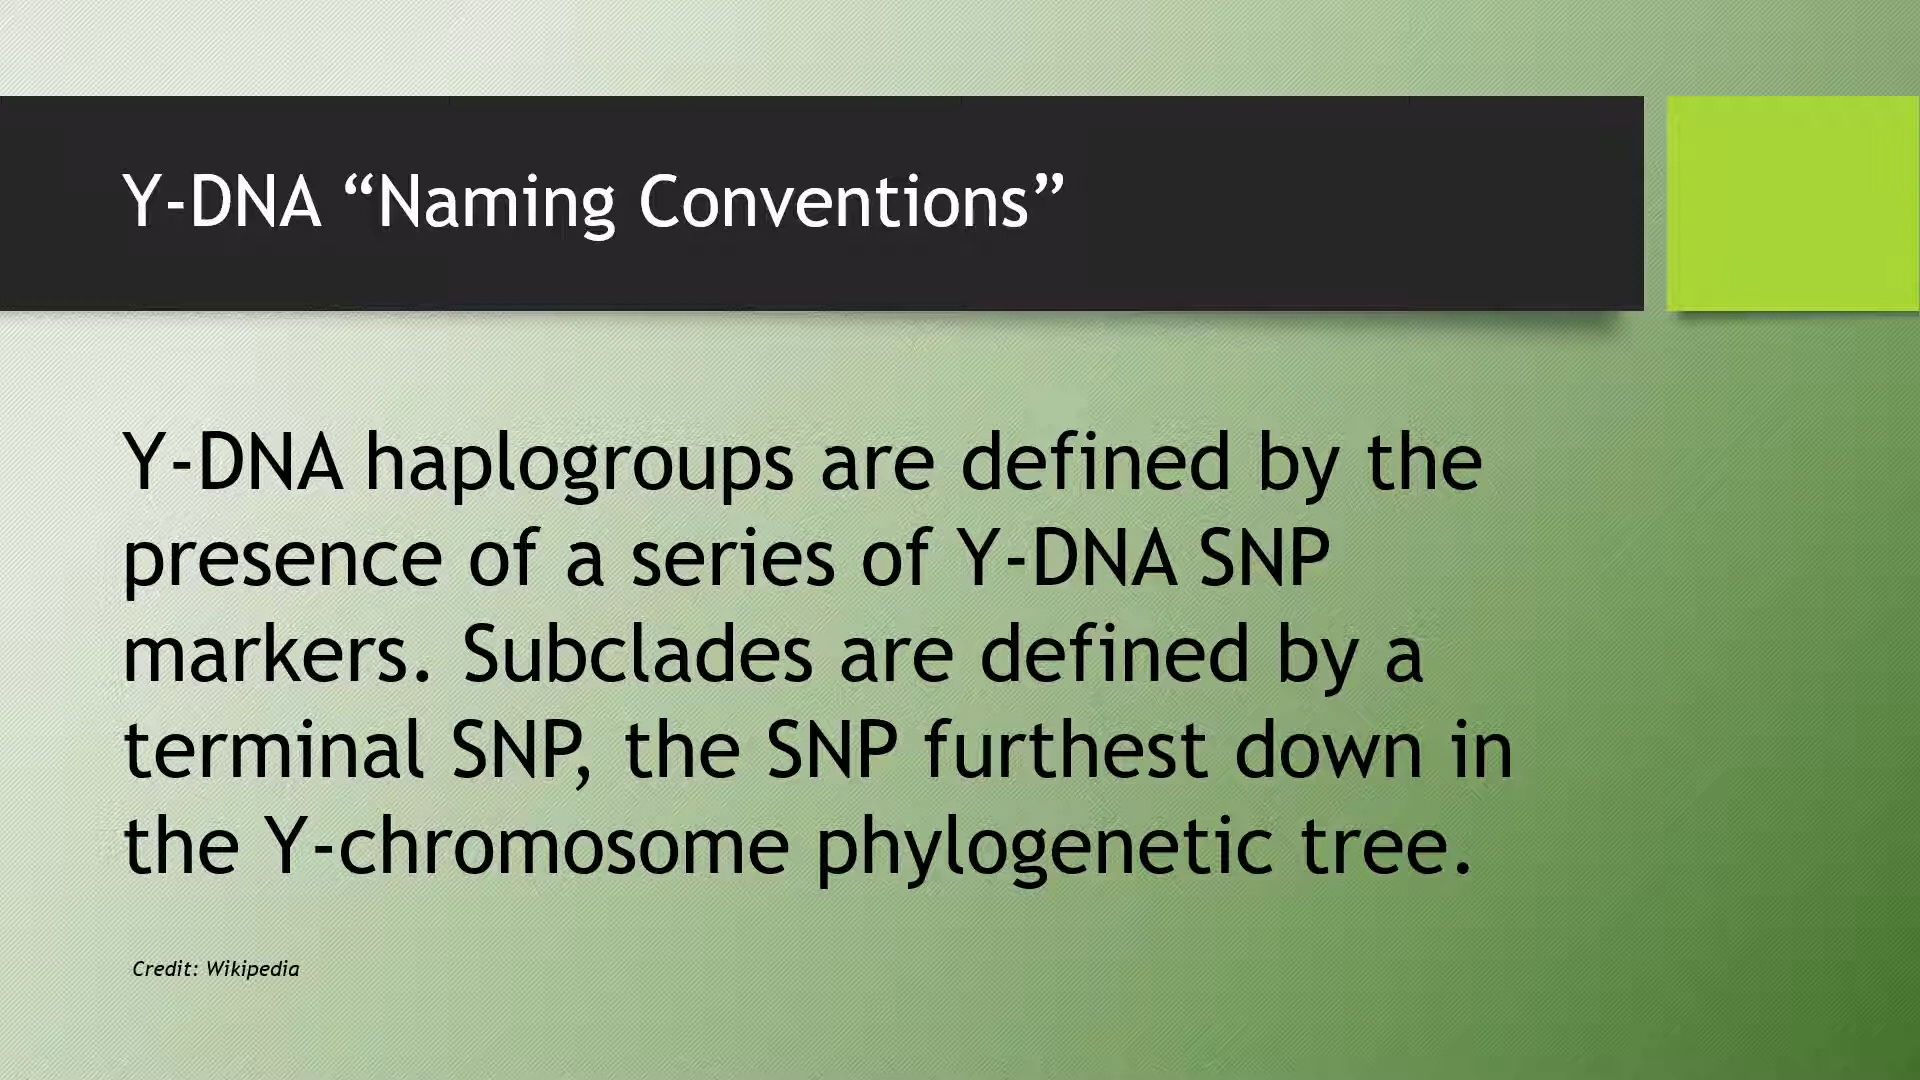 Y-DNA “Naming Conventions”
Y-DNA haplogroups are defined by the
presence of a series of Y-DNA SNP
markers. Subclades are defined by a
terminal SNP, the SNP furthest down in
the Y-chromosome phylogenetic tree.
Credit: Wikipedia